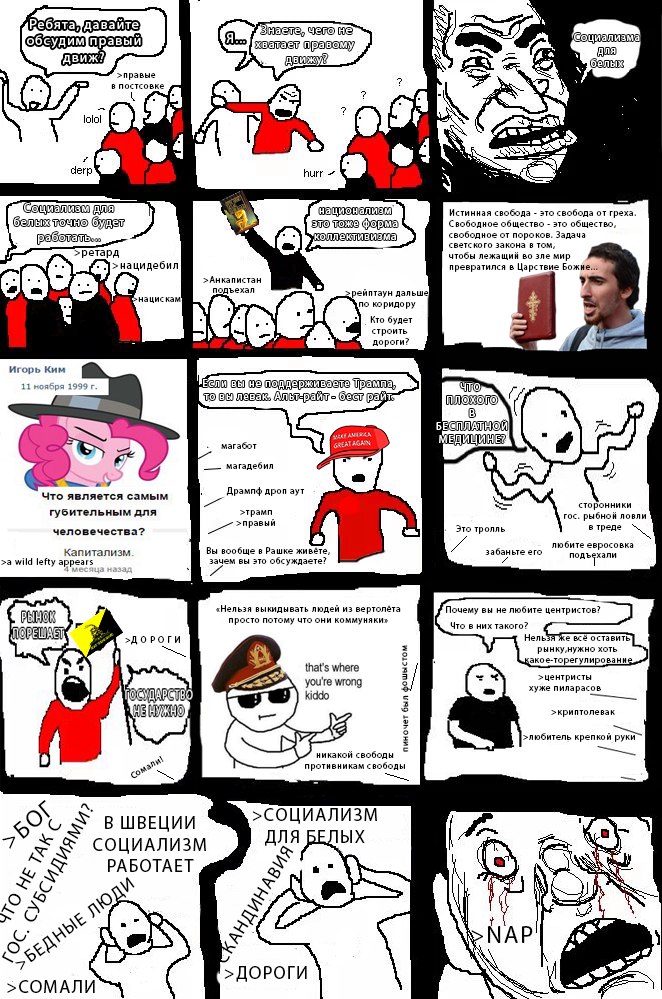 Ребята, давайте
обсудим правый
движ?
>правые
в постсовке
lolol
derp
Я...
Знаете, чего не
хватает правому
движу?
?
?
?
hurr
Социализма
для
белых
Социализм для
белых точно будет
работать...
>ретард
>нацидебил
>нацискам
национализм
это тоже форма
коллективизма
>Анкапистан
подъехал
>рейптаун дальше
по коридору
Кто будет
строить
дороги?
Истинная свобода - это свобода от греха.
Свободное общество - это общество,
свободное от пороков. Задача
светского закона в том,
чтобы лежащий во зле мир
превратился в Царствие Божие...
Игорь Ким
11 ноября 1999 г.
Что является самым
губительным для
человечества?
Капитализм.
4 месяца назад
>a wild lefty appears
Если вы не поддерживаете Трампа,
то вы левак. Альт-райт - бест райт.
MAKE AMERICA
GREAT AGAIN
магабот
магадебил
Дрампф дроп аут
>трамп
>правый
Вы вообще в Рашке живёте,
зачем вы это обсуждаете?
ЧТО
ПЛОХОГО
В
БЕСПЛАТНОЙ
МЕДИЦИНЕ?
сторонники
гос. рыбной ловли
в треде
Это тролль
забаньте его
любите евросовка
подъехали
РЫНОК
ПОРЕШАЕТ
>ДОРОГИ
ГОСУДАРСТВО
НЕ НУЖНО
Сомали!
«Нельзя выкидывать людей из вертолёта
просто потому что они коммуняки»
that's where
you're wrong
kiddo
пиночет был фошыстом
никакой свободы
противникам свободы
Почему вы не любите центристов?
Что в них такого?
Нельзя же всё оставить
рынку,нужно хоть
какое-торегулирование
>центристы
хуже пиларасов
>криптолевак
>любитель крепкой руки
>БОГ
ЧТО НЕ ТАК С
ГОС. СУБСИДИЯМИ?
В ШВЕЦИИ
СОЦИАЛИЗМ
РАБОТАЕТ
>БЕДНЫЕ ЛЮДИ
>СОМАЛИ
>СОЦИАЛИЗМ
ДЛЯ БЕЛЫХ
СКАНДИНАВИЯ
>ДОРОГИ
>NAP